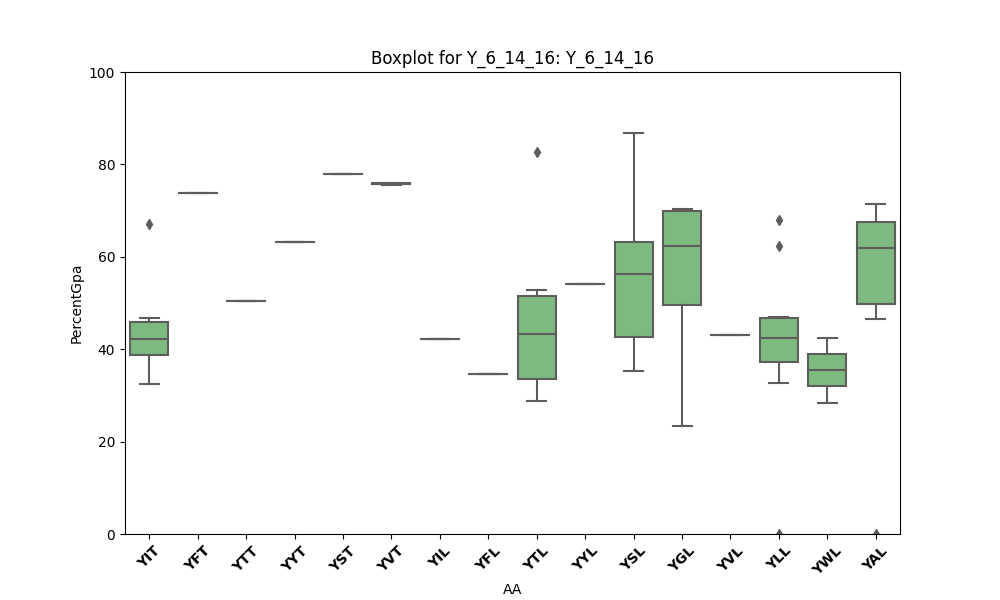 Boxplot for Y_6_14_16: Y_6_14_16
100
80
60
40
20
0
PercentGpa
YIT YFT YTT YYT YST YVT YIL YFL YTL YYL YSL YGL YVL YLL YWL YAL
AA